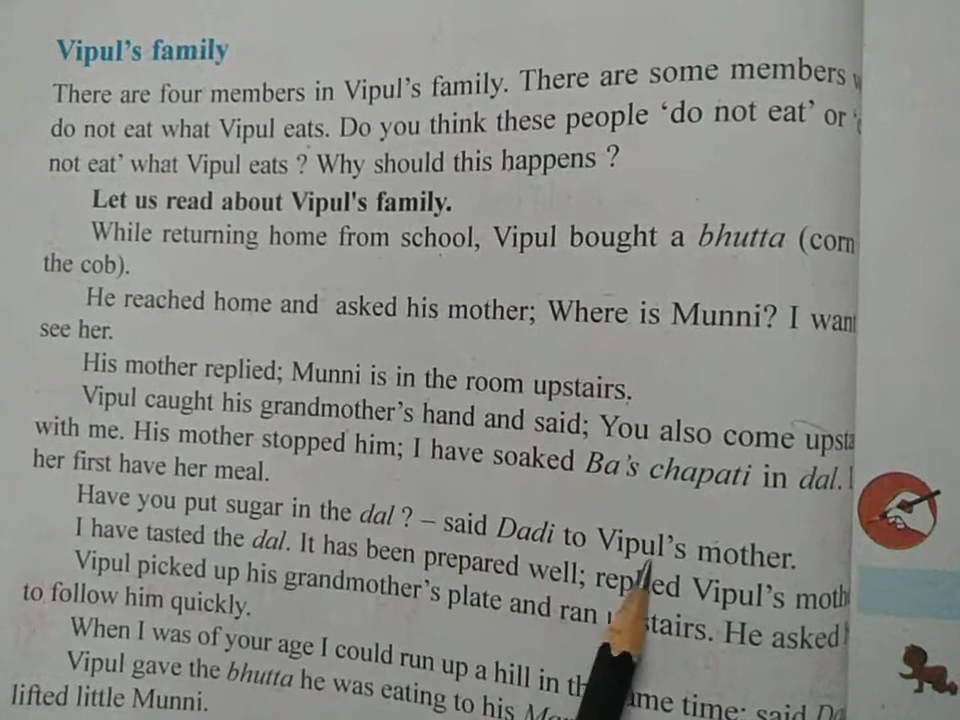 Vipul's family
There are four members in Vipul's family. There are some members
do not eat what Vipul eats. Do you think these people 'do not eat' or
not eat' what Vipul eats ? Why should this happens ?
Let us read about Vipul's family.
While returning home from school, Vipul bought a bhutta (corn
the cob).
He reached home and asked his mother; Where is Munni? I want
see her.
His mother replied; Munni is in the room upstairs.
Vipul caught his grandmother's hand and said; You also come
with me. His mother stopped him; I have soaked Ba's chapati in dal.
her first have her meal.
Have you put sugar in the dal ? – said Dadi to Vipul's mother.
I have tasted the dal. It has been prepared well; replied Vipul's
Vipul picked up his grandmother's plate and ran upstairs. He asked
to follow him quickly.
When I was of your age I could run up a hill in time; said
Vipul gave the bhutta he was eating to his
lifted little Munni.